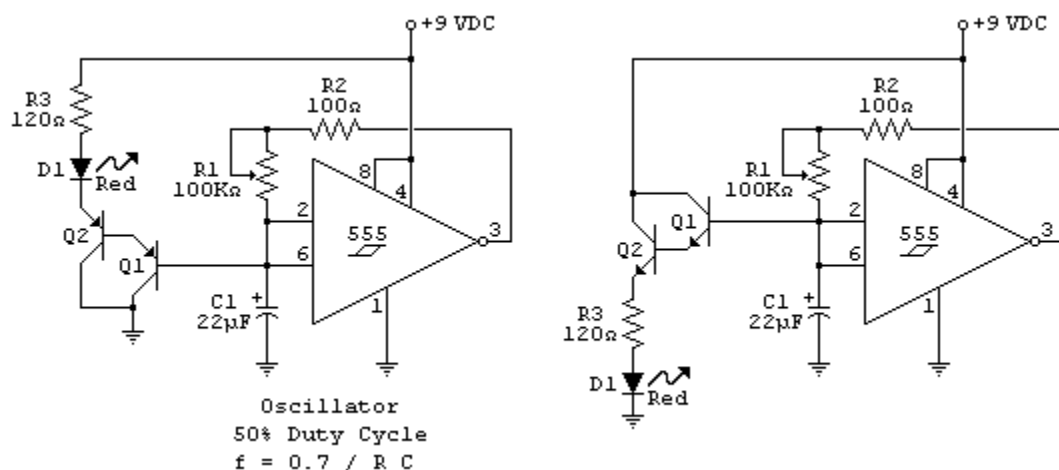 +9 VDC
R3
120Ω
R2
100Ω
D1
Red
R1
100KΩ
8
4
2
3
555
Q2
Q1
6
C1
+
22µF
1
Oscillator
50% Duty Cycle
f = 0.7 / R C
+9 VDC
R2
100Ω
R1
100KΩ
8
4
Q1
2
3
Q2
555
6
R3
120Ω
C1
+
22µF
1
D1
Red